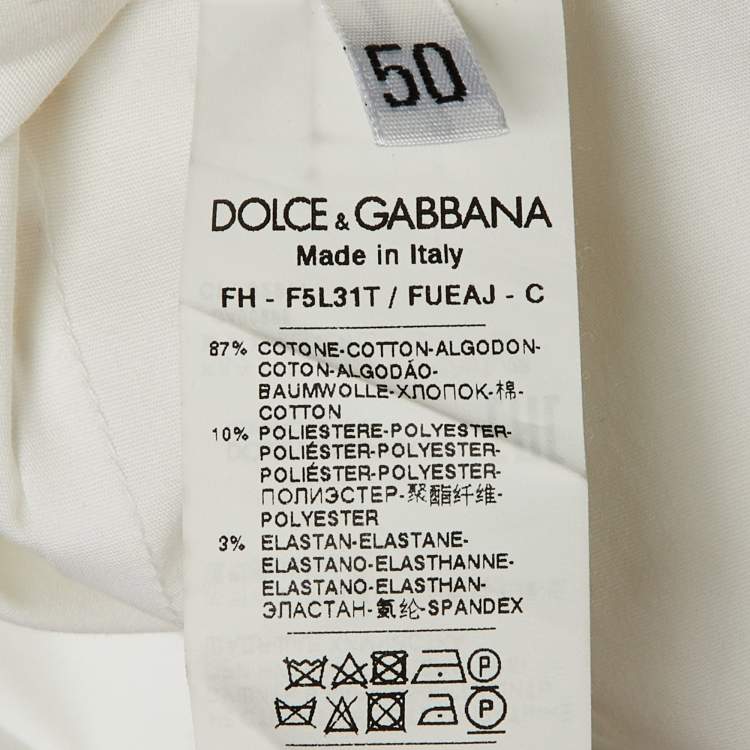 50
DOLCE & GABBANA
Made in Italy
FH - F5L31T / FUEAJ - C
87% COTONE-COTTON-ALGODON-
COTON-ALGODÃO-
BAUMWOLLE-ХЛОПОК-棉-
COTTON
10% POLIESTERE-POLYESTER-
POLIÉSTER-POLYESTER-
POLIÉSTER-POLYESTER-
ПОЛИЭСТЕР-聚酯纤维-
POLYESTER
3% ELASTAN-ELASTANE-
ELASTANO-ELASTHANNE-
ELASTANO-ELASTHAN-
ЭЛАСТАН-氨纶-SPANDEX
P
P